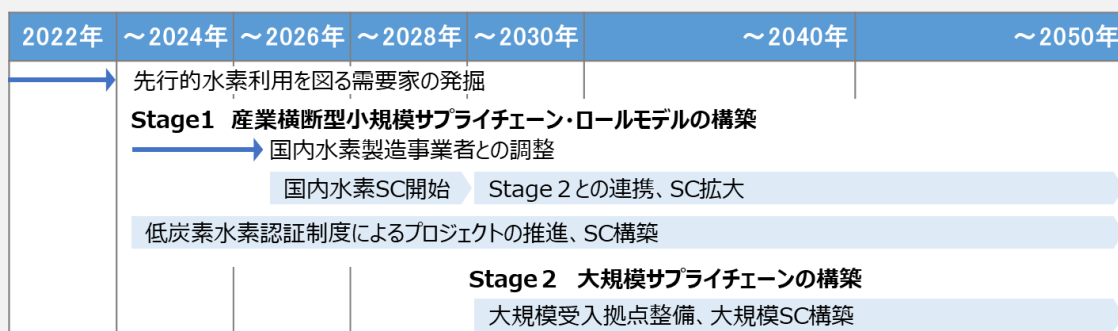 2022年 ～2024年 ～2026年 ～2028年 ～2030年 ～2040年 ～2050年
先行的水素利用を図る需要家の発掘
Stage1 産業横断型小規模サプライチェーン・ロールモデルの構築
国内水素製造事業者との調整
国内水素SC開始 Stage２との連携、SC拡大
低炭素水素認証制度によるプロジェクトの推進、SC構築
Stage２ 大規模サプライチェーンの構築
大規模受入拠点整備、大規模SC構築